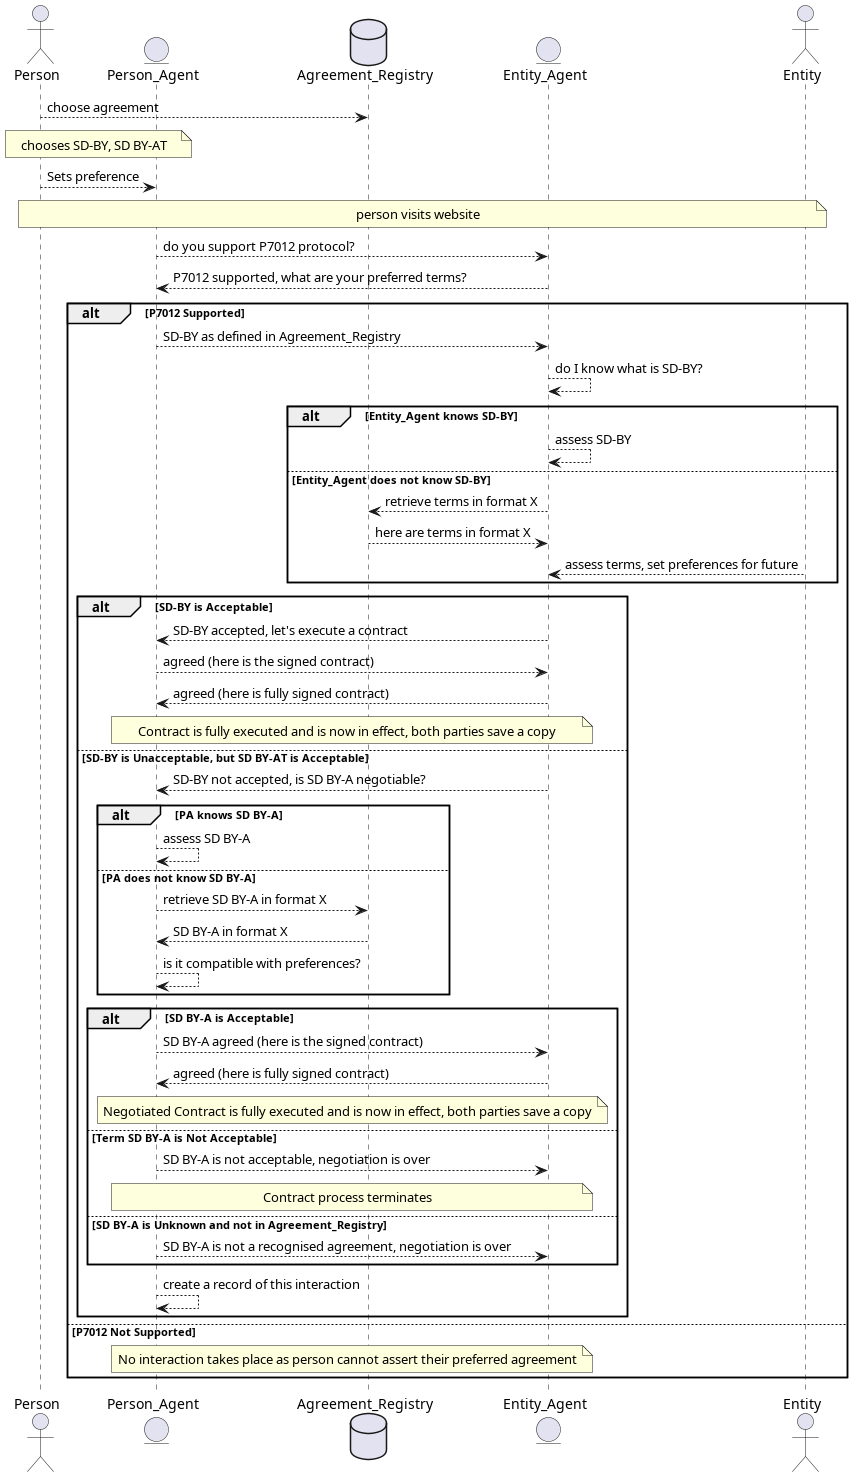 Person Person_Agent Agreement_Registry Entity_Agent Entity
choose agreement
chooses SD-BY, SD BY-AT
Sets preference
person visits website
do you support P7012 protocol?
P7012 supported, what are your preferred terms?
alt [P7012 Supported]
SD-BY as defined in Agreement_Registry
do I know what is SD-BY?
alt [Entity_Agent knows SD-BY]
assess SD-BY
[Entity_Agent does not know SD-BY]
retrieve terms in format X
here are terms in format X
assess terms, set preferences for future
alt [SD-BY is Acceptable]
SD-BY accepted, let's execute a contract
agreed (here is the signed contract)
agreed (here is fully signed contract)
Contract is fully executed and is now in effect, both parties save a copy
[SD-BY is Unacceptable, but SD BY-AT is Acceptable]
SD-BY not accepted, is SD BY-A negotiable?
alt [PA knows SD BY-A]
assess SD BY-A
[PA does not know SD BY-A]
retrieve SD BY-A in format X
SD BY-A in format X
is it compatible with preferences?
alt [SD BY-A is Acceptable]
SD BY-A agreed (here is the signed contract)
agreed (here is fully signed contract)
Negotiated Contract is fully executed and is now in effect, both parties save a copy
[Term SD BY-A is Not Acceptable]
SD BY-A is not acceptable, negotiation is over
Contract process terminates
[SD BY-A is Unknown and not in Agreement_Registry]
SD BY-A is not a recognised agreement, negotiation is over
create a record of this interaction
[P7012 Not Supported]
No interaction takes place as person cannot assert their preferred agreement
Person Person_Agent Agreement_Registry Entity_Agent Entity